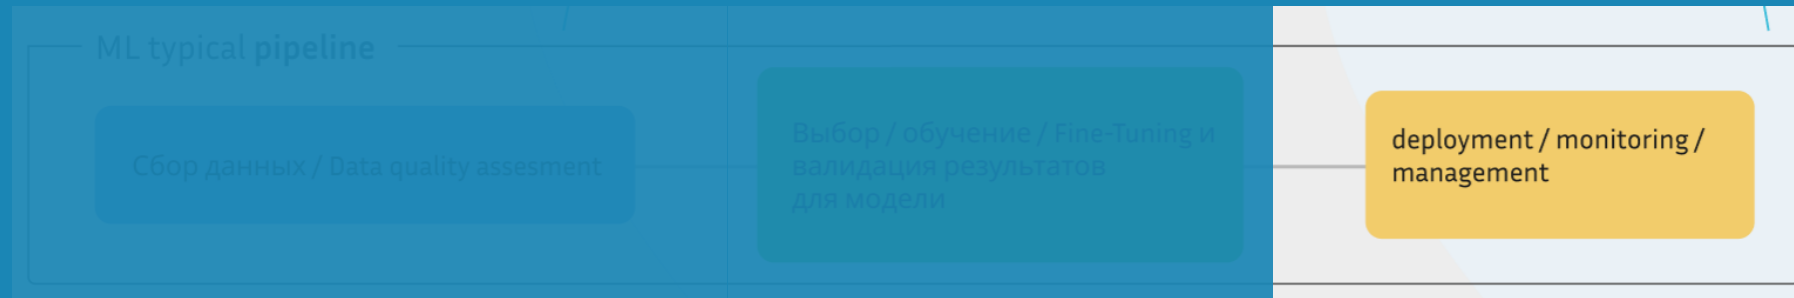 ML typical pipeline
Сбор данных / Data quality assesment
Выбор / обучение / Fine-Tuning и
валидация результатов
для модели
deployment / monitoring /
management